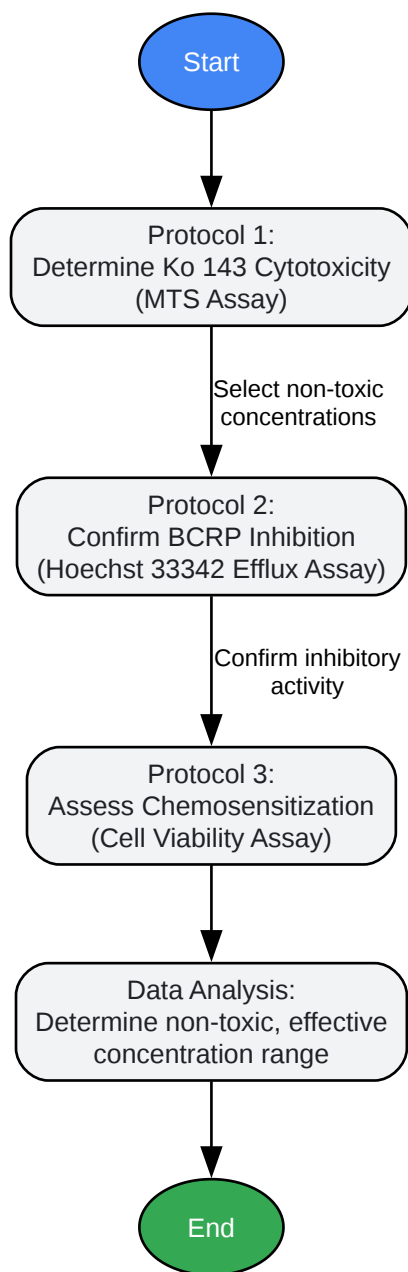 Start
Protocol 1:
Determine Ko 143 Cytotoxicity
(MTS Assay)
Select non-toxic
concentrations
Protocol 2:
Confirm BCRP Inhibition
(Hoechst 33342 Efflux Assay)
Confirm inhibitory
activity
Protocol 3:
Assess Chemosensitization
(Cell Viability Assay)
Data Analysis:
Determine non-toxic, effective
concentration range
End